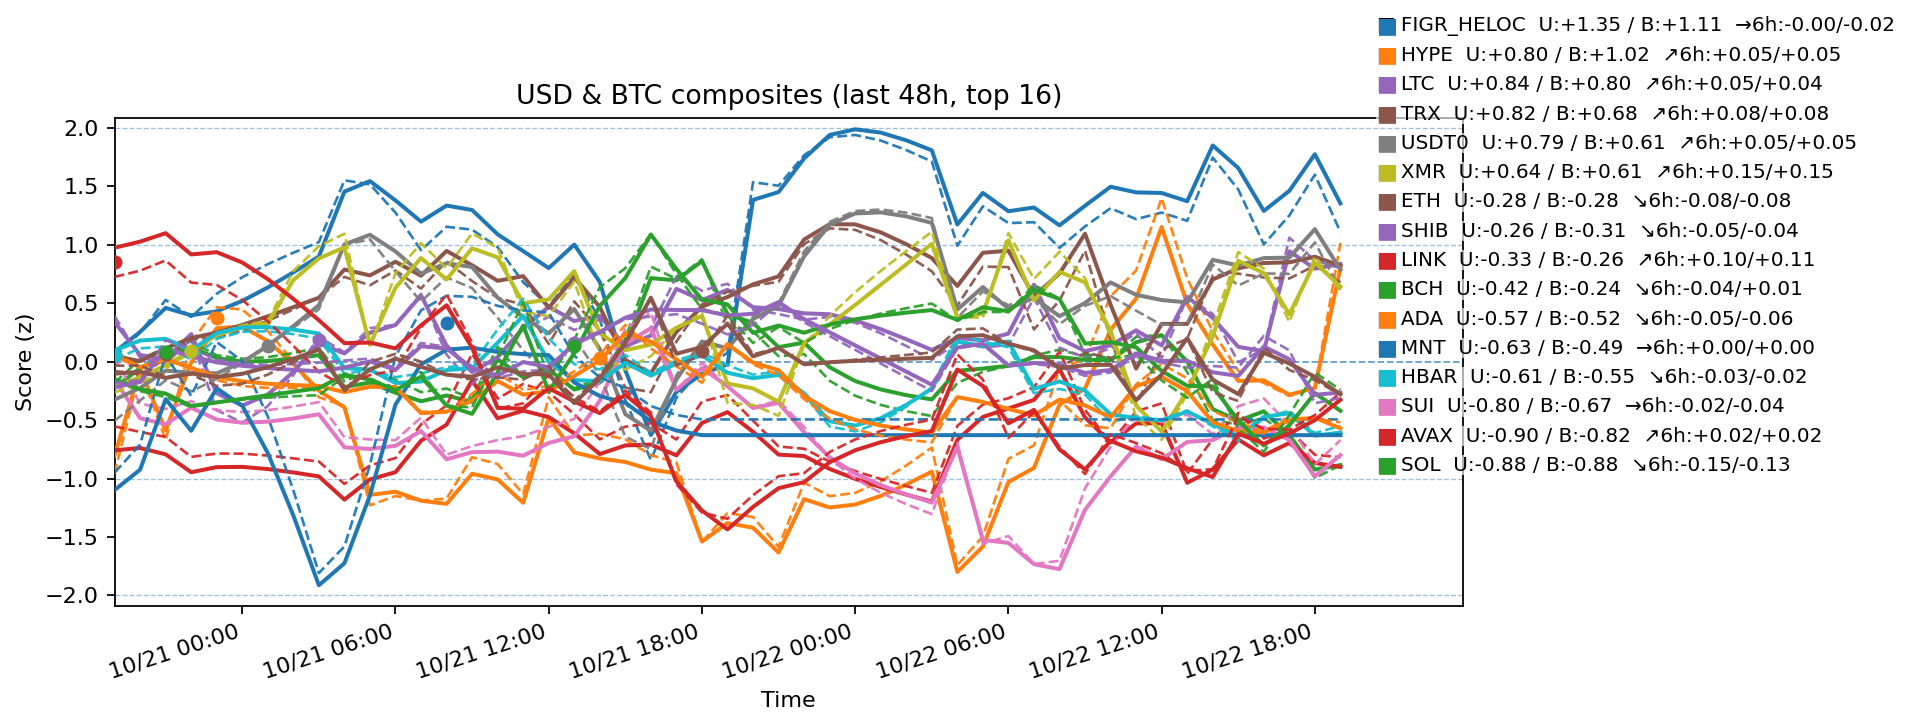 FIGR_HELOC U:+1.35 / B:+1.11 →6h:-0.00/-0.02
HYPE U:+0.80 / B:+1.02 ↗6h:+0.05/+0.05
LTC U:+0.84 / B:+0.80 ↗6h:+0.05/+0.04
TRX U:+0.82 / B:+0.68 ↗6h:+0.08/+0.08
USDT0 U:+0.79 / B:+0.61 ↗6h:+0.05/+0.05
XMR U:+0.64 / B:+0.61 ↗6h:+0.15/+0.15
ETH U:-0.28 / B:-0.28 ↘6h:-0.08/-0.08
SHIB U:-0.26 / B:-0.31 ↘6h:-0.05/-0.04
LINK U:-0.33 / B:-0.26 ↗6h:+0.10/+0.11
BCH U:-0.42 / B:-0.24 ↘6h:-0.04/+0.01
ADA U:-0.57 / B:-0.52 ↘6h:-0.05/-0.06
MNT U:-0.63 / B:-0.49 →6h:+0.00/+0.00
HBAR U:-0.61 / B:-0.55 ↘6h:-0.03/-0.02
SUI U:-0.80 / B:-0.67 →6h:-0.02/-0.04
AVAX U:-0.90 / B:-0.82 ↗6h:+0.02/+0.02
SOL U:-0.88 / B:-0.88 ↘6h:-0.15/-0.13
USD & BTC composites (last 48h, top 16)
Score (z)
2.0
1.5
1.0
0.5
0.0
−0.5
−1.0
−1.5
−2.0
10/21 00:00
10/21 06:00
10/21 12:00
10/21 18:00
10/22 00:00
10/22 06:00
10/22 12:00
10/22 18:00
Time